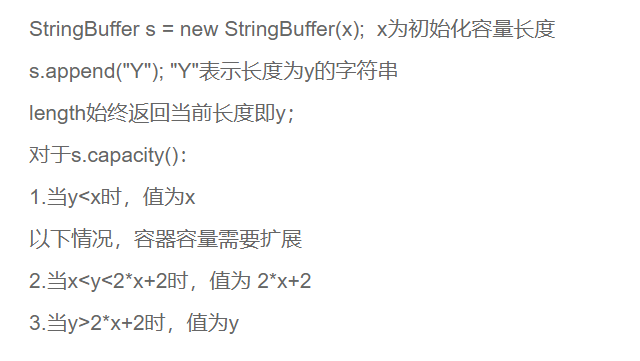 StringBuffer s = new StringBuffer(x);  x为初始化容量长度
s.append("Y"); "Y"表示长度为y的字符串
length始终返回当前长度即y；
对于s.capacity()：
1.当y<x时，值为x
以下情况，容器容量需要扩展
2.当x<y<2*x+2时，值为 2*x+2
3.当y>2*x+2时，值为y